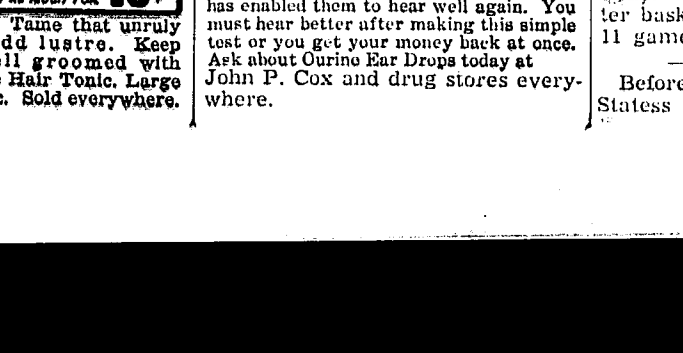 Tame that unruly
dd lustre. Keep
ll groomed with
Hair Tonic. Large
c. Sold everywhere.
has enabled them to hear well again. You
must hear better after making this simple
test or you get your money back at once.
Ask about Ourine Ear Drops today at
John P. Cox and drug stores every-
where.
ter bask
11 game
Before
Statess